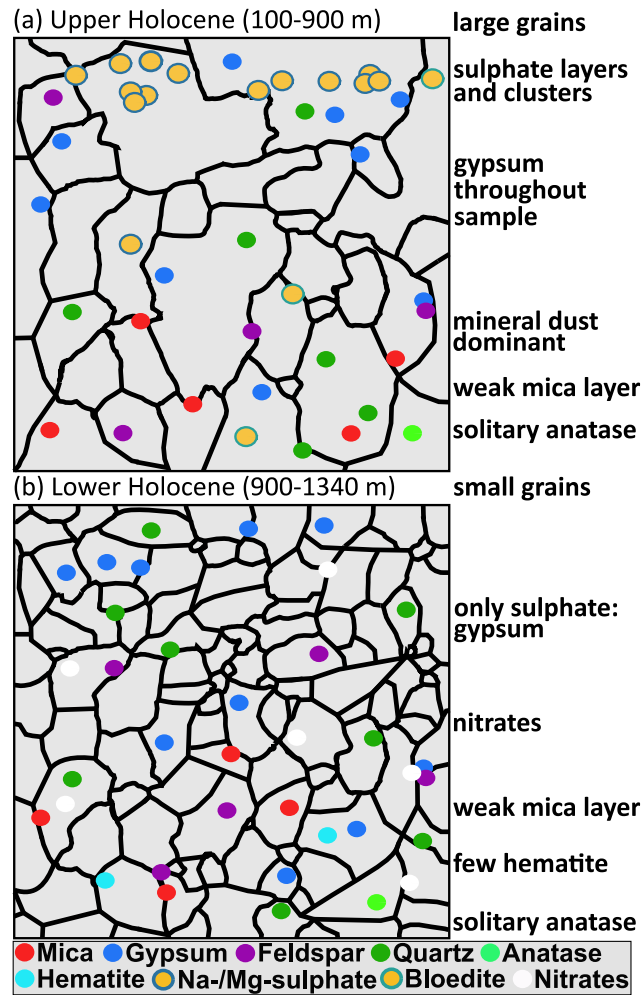 (a) Upper Holocene (100-900 m)
large grains
sulphate layers
and clusters
gypsum
throughout
sample
mineral dust
dominant
weak mica layer
solitary anatase
(b) Lower Holocene (900-1340 m)
small grains
only sulphate:
gypsum
nitrates
weak mica layer
few hematite
solitary anatase
Mica Gypsum Feldspar Quartz Anatase
Hematite Na-/Mg-sulphate Bloedite Nitrates